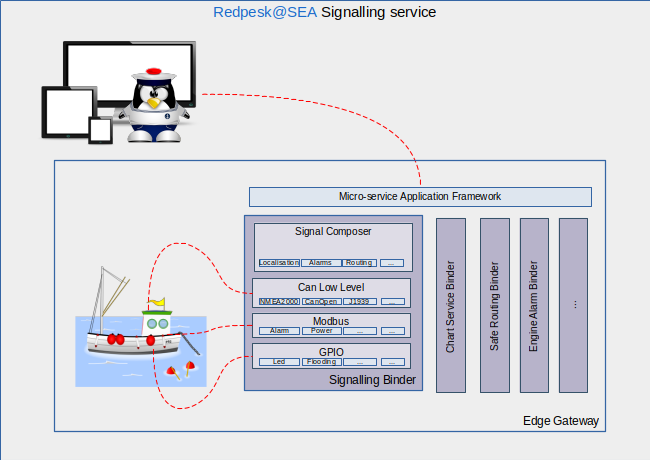 Redpesk@SEA Signalling service
Micro-service Application Framework
Signal Composer
Localisation Alarms Routing ...
Can Low Level
NMEA2000 CanOpen J1939 ...
Modbus
Alarm Power ... ...
GPIO
Led Flooding ... ...
Signalling Binder
Chart Service Binder
Safe Routing Binder
Engine Alarm Binder
...
Edge Gateway